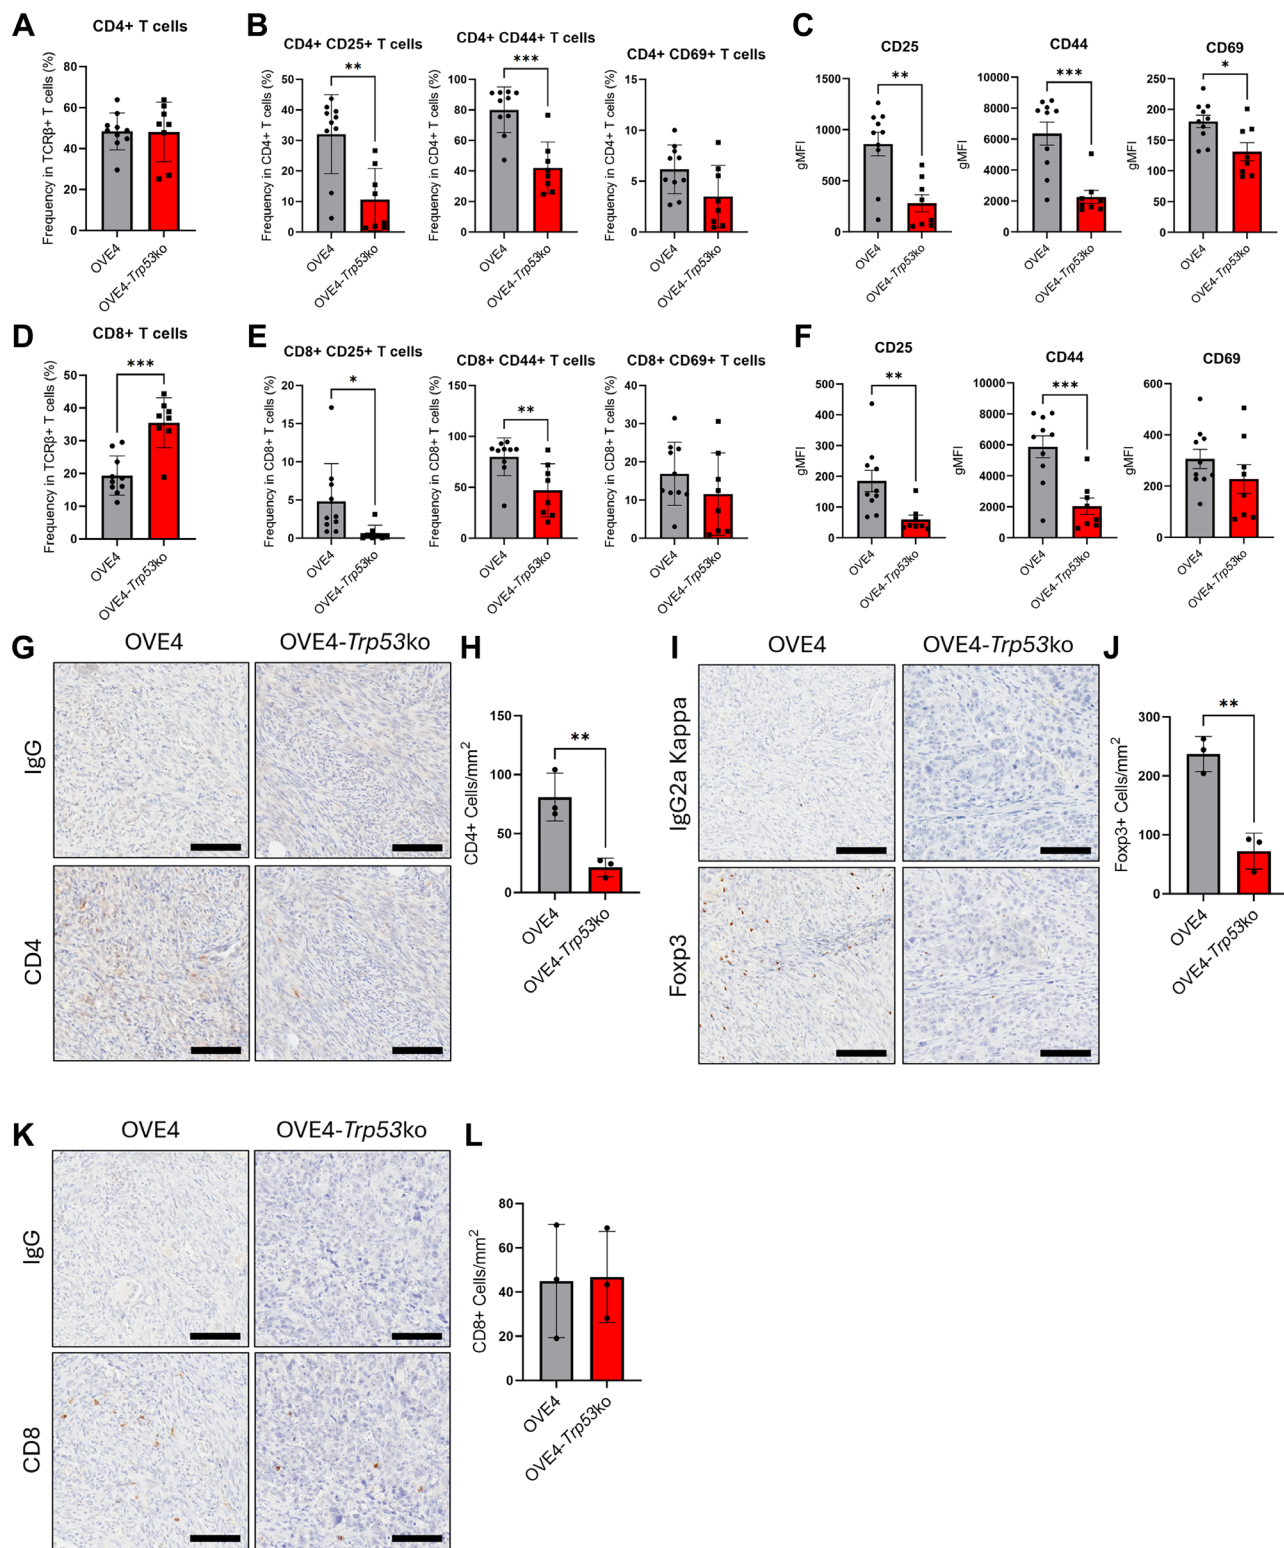 A
CD4+ T cells
Frequency in TCRβ+ T cells (%)
80
60
40
20
0
OVE4
OVE4-Trp53ko
B
CD4+ CD25+ T cells
Frequency in CD4+ T cells (%)
50
40
30
20
10
0
**
OVE4
OVE4-Trp53ko
CD4+ CD44+ T cells
Frequency in CD4+ T cells (%)
100
80
60
40
20
0
***
OVE4
OVE4-Trp53ko
CD4+ CD69+ T cells
Frequency in CD4+ T cells (%)
15
10
5
0
OVE4
OVE4-Trp53ko
C
CD25
gMFI
1500
1000
500
0
**
OVE4
OVE4-Trp53ko
CD44
gMFI
10000
8000
6000
4000
2000
0
***
OVE4
OVE4-Trp53ko
CD69
gMFI
250
200
150
100
50
0
*
OVE4
OVE4-Trp53ko
D
CD8+ T cells
Frequency in TCRβ+ T cells (%)
50
40
30
20
10
0
***
OVE4
OVE4-Trp53ko
E
CD8+ CD25+ T cells
Frequency in CD8+ T cells (%)
20
15
10
5
0
*
OVE4
OVE4-Trp53ko
CD8+ CD44+ T cells
Frequency in CD8+ T cells (%)
150
100
50
0
**
OVE4
OVE4-Trp53ko
CD8+ CD69+ T cells
Frequency in CD8+ T cells (%)
40
30
20
10
0
OVE4
OVE4-Trp53ko
F
CD25
gMFI
500
400
300
200
100
0
**
OVE4
OVE4-Trp53ko
CD44
gMFI
10000
8000
6000
4000
2000
0
***
OVE4
OVE4-Trp53ko
CD69
gMFI
600
400
200
0
OVE4
OVE4-Trp53ko
G
OVE4
OVE4-Trp53ko
IgG
CD4
H
CD4+ Cells/mm²
150
100
50
0
**
OVE4
OVE4-Trp53ko
I
OVE4
OVE4-Trp53ko
IgG2a Kappa
Foxp3
J
Foxp3+ Cells/mm²
300
200
100
0
**
OVE4
OVE4-Trp53ko
K
OVE4
OVE4-Trp53ko
IgG
CD8
L
CD8+ Cells/mm²
80
60
40
20
0
OVE4
OVE4-Trp53ko